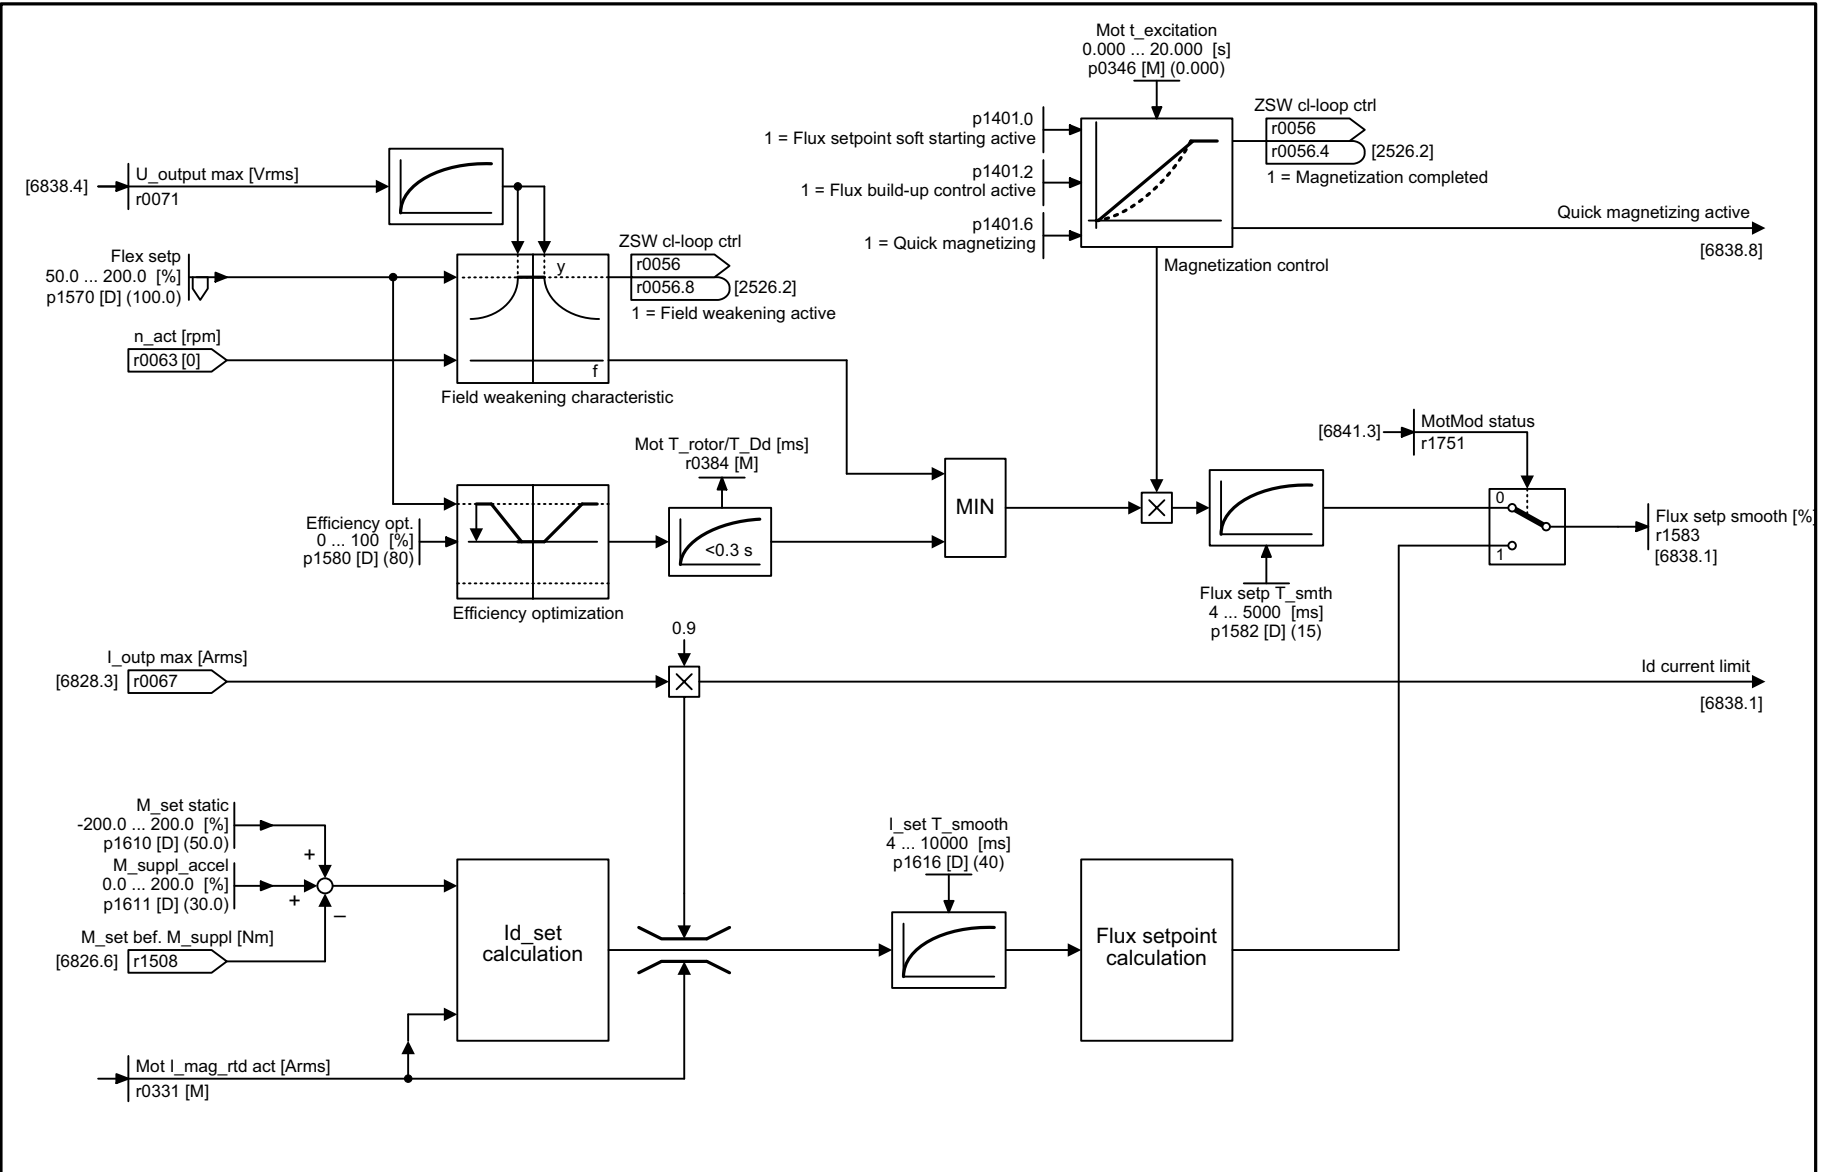 Mot t_excitation
0.000 ... 20.000 [s]
p0346 [M] (0.000)
p1401.0
1 = Flux setpoint soft starting active
p1401.2
1 = Flux build-up control active
p1401.6
1 = Quick magnetizing
ZSW cl-loop ctrl
r0056
r0056.4 [2526.2]
1 = Magnetization completed
Quick magnetizing active
[6838.8]
Magnetization control
[6838.4]
U_output max [Vrms]
r0071
Flex setp
50.0 ... 200.0 [%]
p1570 [D] (100.0)
n_act [rpm]
r0063 [0]
y
f
ZSW cl-loop ctrl
r0056
r0056.8 [2526.2]
1 = Field weakening active
Field weakening characteristic
Mot T_rotor/T_Dd [ms]
r0384 [M]
Efficiency opt.
0 ... 100 [%]
p1580 [D] (80)
<0.3 s
Efficiency optimization
MIN
[6841.3]
MotMod status
r1751
0
1
Flux setp smooth [%
r1583
[6838.1]
Flux setp T_smth
4 ... 5000 [ms]
p1582 [D] (15)
0.9
I_outp max [Arms]
[6828.3] r0067
Id current limit
[6838.1]
M_set static
-200.0 ... 200.0 [%]
p1610 [D] (50.0)
+
M_suppl_accel
0.0 ... 200.0 [%]
p1611 [D] (30.0)
+
–
M_set bef. M_suppl [Nm]
[6826.6] r1508
Id_set
calculation
I_set T_smooth
4 ... 10000 [ms]
p1616 [D] (40)
Flux setpoint
calculation
Mot I_mag_rtd act [Arms]
r0331 [M]